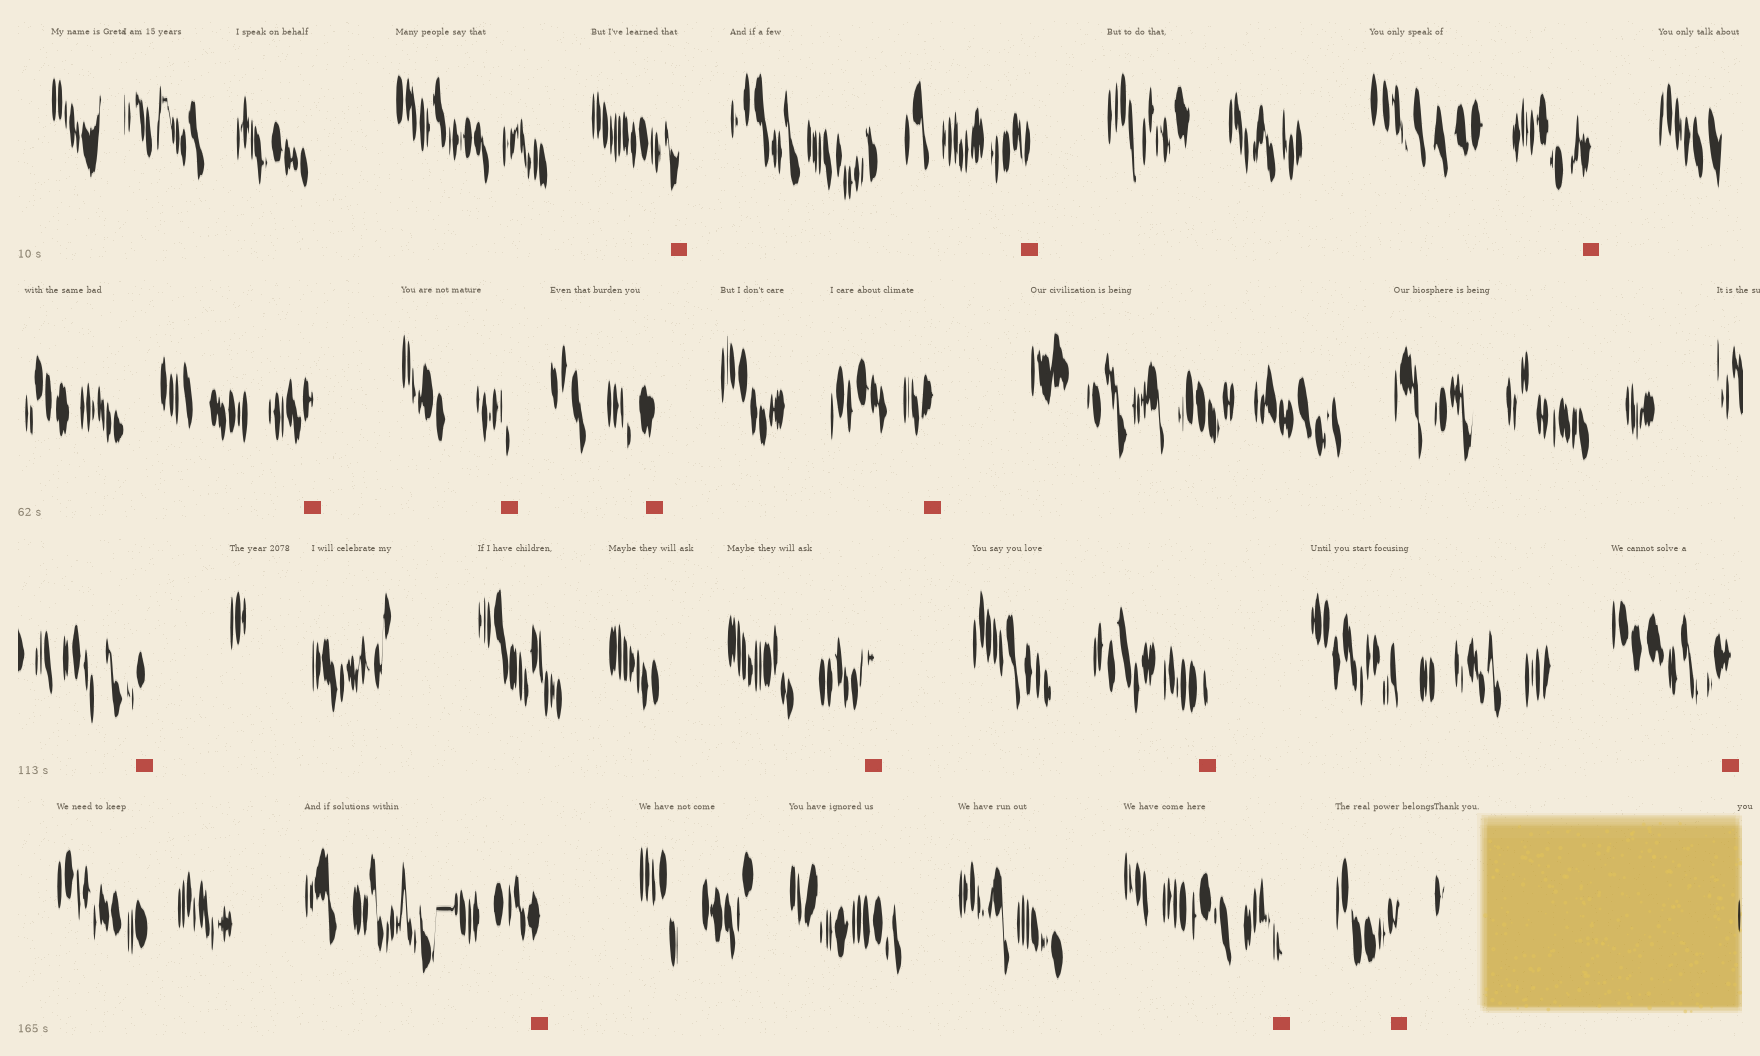 My name is Greta I am 15 years I speak on behalf Many people say that But I've learned that And if a few But to do that, You only speak of You only talk about
10 s
with the same bad You are not mature Even that burden you But I don't care I care about climate Our civilization is being Our biosphere is being It is the su
62 s
The year 2078 I will celebrate my If I have children, Maybe they will ask Maybe they will ask You say you love Until you start focusing We cannot solve a
113 s
We need to keep And if solutions within We have not come You have ignored us We have run out We have come here The real power belongs Thank you. you
165 s